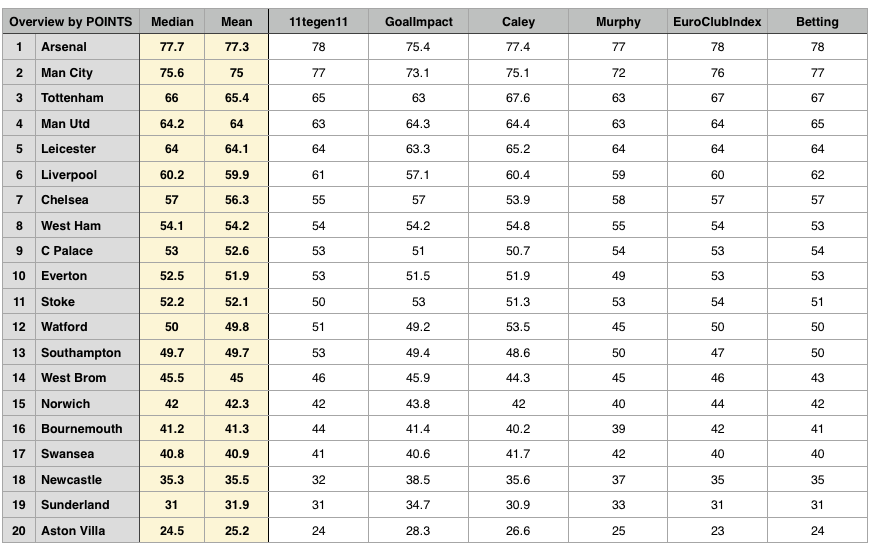 Overview by POINTS Median Mean 11tegen11 GoalImpact Caley Murphy EuroClubIndex Betting
1 Arsenal 77.7 77.3 78 75.4 77.4 77 78 78
2 Man City 75.6 75 77 73.1 75.1 72 76 77
3 Tottenham 66 65.4 65 63 67.6 63 67 67
4 Man Utd 64.2 64 63 64.3 64.4 63 64 65
5 Leicester 64 64.1 64 63.3 65.2 64 64 64
6 Liverpool 60.2 59.9 61 57.1 60.4 59 60 62
7 Chelsea 57 56.3 55 57 53.9 58 57 57
8 West Ham 54.1 54.2 54 54.2 54.8 55 54 53
9 C Palace 53 52.6 53 51 50.7 54 53 54
10 Everton 52.5 51.9 53 51.5 51.9 49 53 53
11 Stoke 52.2 52.1 50 53 51.3 53 54 51
12 Watford 50 49.8 51 49.2 53.5 45 50 50
13 Southampton 49.7 49.7 53 49.4 48.6 50 47 50
14 West Brom 45.5 45 46 45.9 44.3 45 46 43
15 Norwich 42 42.3 42 43.8 42 40 44 42
16 Bournemouth 41.2 41.3 44 41.4 40.2 39 42 41
17 Swansea 40.8 40.9 41 40.6 41.7 42 40 40
18 Newcastle 35.3 35.5 32 38.5 35.6 37 35 35
19 Sunderland 31 31.9 31 34.7 30.9 33 31 31
20 Aston Villa 24.5 25.2 24 28.3 26.6 25 23 24